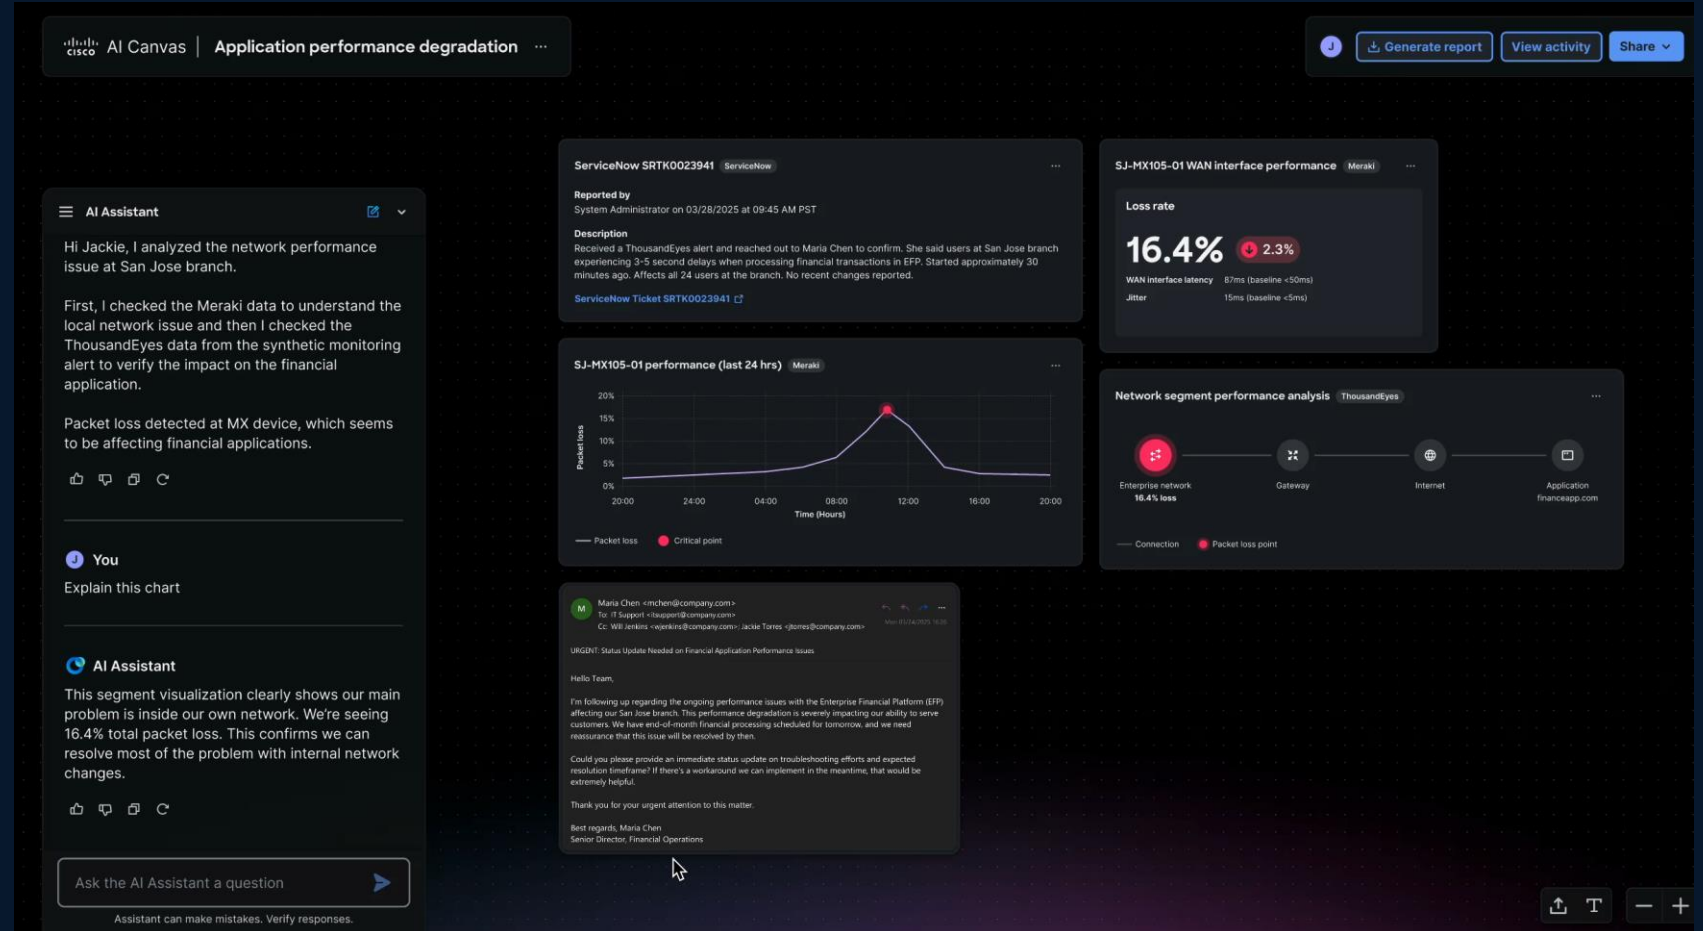 CISCO AI Canvas | Application performance degradation ...
J Generate report View activity Share
AI Assistant
Hi Jackie, I analyzed the network performance
issue at San Jose branch.
First, I checked the Meraki data to understand the
local network issue and then I checked the
ThousandEyes data from the synthetic monitoring
alert to verify the impact on the financial
application.
Packet loss detected at MX device, which seems
to be affecting financial applications.
J You
Explain this chart
AI Assistant
This segment visualization clearly shows our main
problem is inside our own network. We're seeing
16.4% total packet loss. This confirms we can
resolve most of the problem with internal network
changes.
Ask the AI Assistant a question
Assistant can make mistakes. Verify responses.
ServiceNow SRTK0023941 ServiceNow
Reported by
System Administrator on 03/28/2025 at 09:45 AM PST
Description
Received a ThousandEyes alert and reached out to Maria Chen to confirm. She said users at San Jose branch
experiencing 3-5 second delays when processing financial transactions in EFP. Started approximately 30
minutes ago. Affects all 24 users at the branch. No recent changes reported.
ServiceNow Ticket SRTK0023941
SJ-MX105-01 WAN interface performance Meraki
Loss rate
16.4% 2.3%
WAN interface latency 87ms (baseline <50ms)
Jitter 15ms (baseline <5ms)
SJ-MX105-01 performance (last 24 hrs) Meraki
Packet loss
20%
15%
10%
5%
0%
20:00 24:00 04:00 08:00 12:00 16:00 20:00
Time (Hours)
Packet loss Critical point
Network segment performance analysis ThousandEyes
Enterprise network Gateway Internet Application
16.4% loss financeapp.com
Connection Packet loss point
M Maria Chen <mchen@company.com>
To: IT Support <itsupport@company.com>
Cc: Will Jenkins <wjenkins@company.com>; Jackie Torres <jtorres@company.com>
URGENT: Status Update Needed on Financial Application Performance Issues
Hello Team,
I'm following up regarding the ongoing performance issues with the Enterprise Financial Platform (EFP)
affecting our San Jose branch. This performance degradation is severely impacting our ability to serve
customers. We have end-of-month financial processing scheduled for tomorrow, and we need
reassurance that this issue will be resolved by then.
Could you please provide an immediate status update on troubleshooting efforts and expected
resolution timeframe? If there's a workaround we can implement in the meantime, that would be
extremely helpful.
Thank you for your urgent attention to this matter.
Best regards, Maria Chen
Senior Director, Financial Operations
T